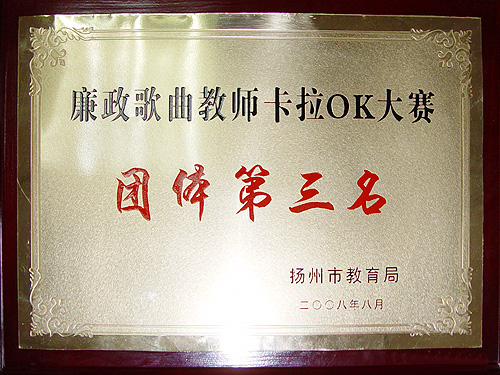 廉政歌曲教师卡拉OK大赛
团体第三名
扬州市教育局
二〇〇八年八月